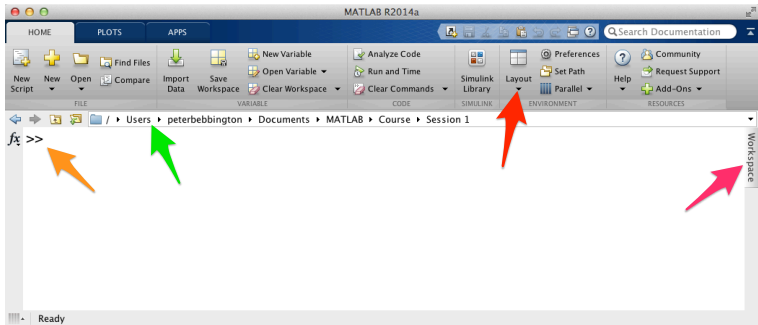 MATLAB R2014a
HOME PLOTS APPS Search Documentation
New Script
New
Open
Find Files
Compare
FILE
Import Data
Save Workspace
New Variable
Open Variable
Clear Workspace
VARIABLE
Analyze Code
Run and Time
Clear Commands
CODE
Simulink Library
SIMULINK
Layout
Preferences
Set Path
Parallel
ENVIRONMENT
Help
Community
Request Support
Add-Ons
RESOURCES
/ Users peterbebbington Documents MATLAB Course Session 1
fx >>
Workspace
Ready